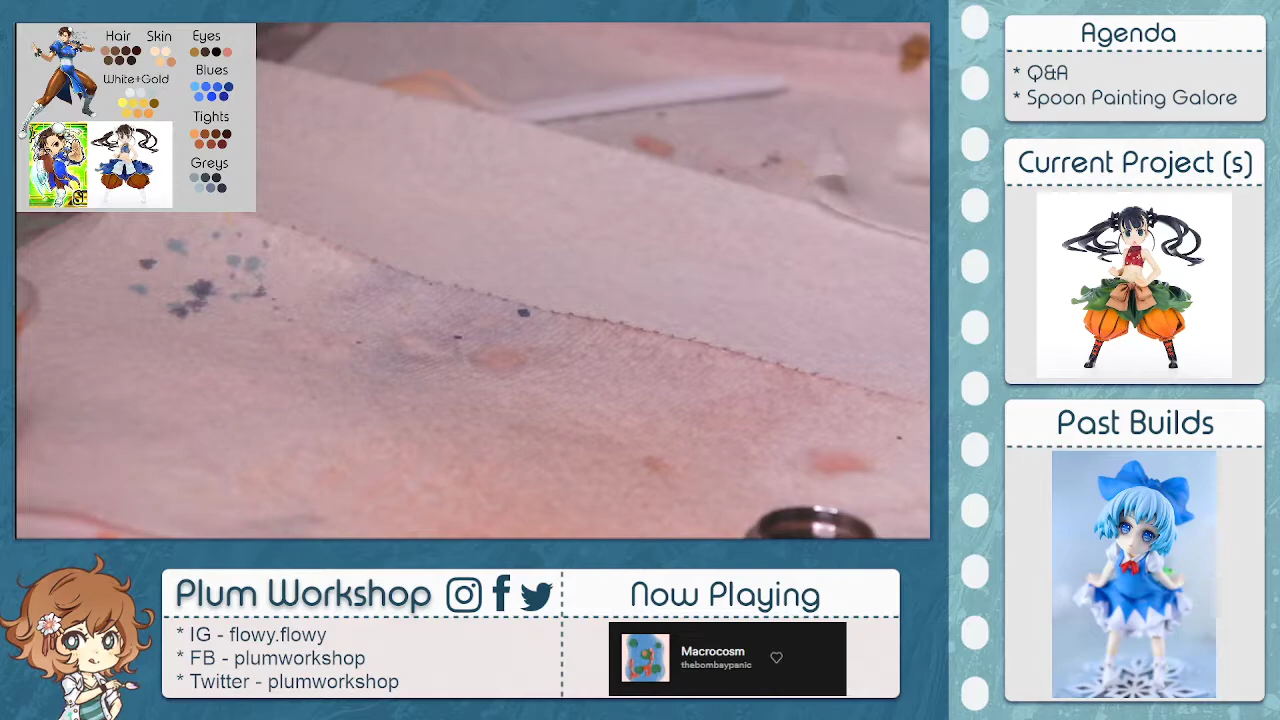 Hair Skin Eyes
White+Gold
Blues
Tights
Greys
Agenda
* Q&A
* Spoon Painting Galore
Current Project (s)
Past Builds
Plum Workshop
* IG - flowy.flowy
* FB - plumworkshop
* Twitter - plumworkshop
Now Playing
Macrocosm
thebombaypanic